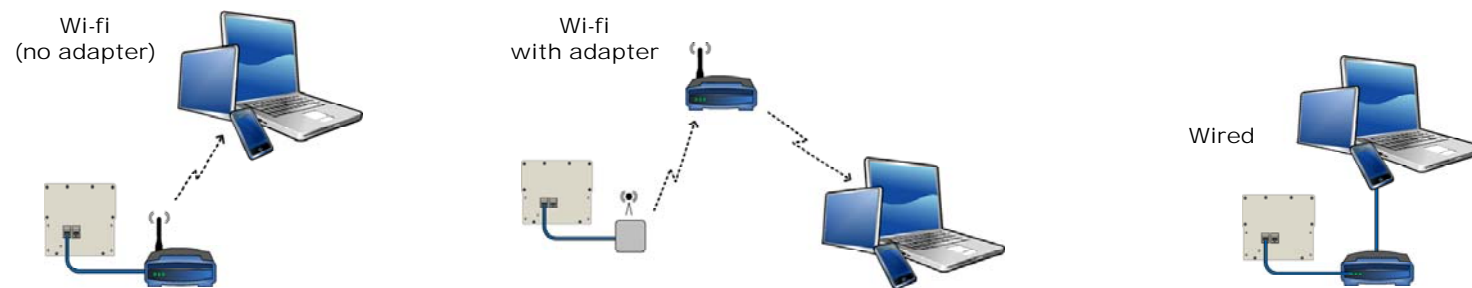 Wi-fi
(no adapter)
Wi-fi
with adapter
Wired